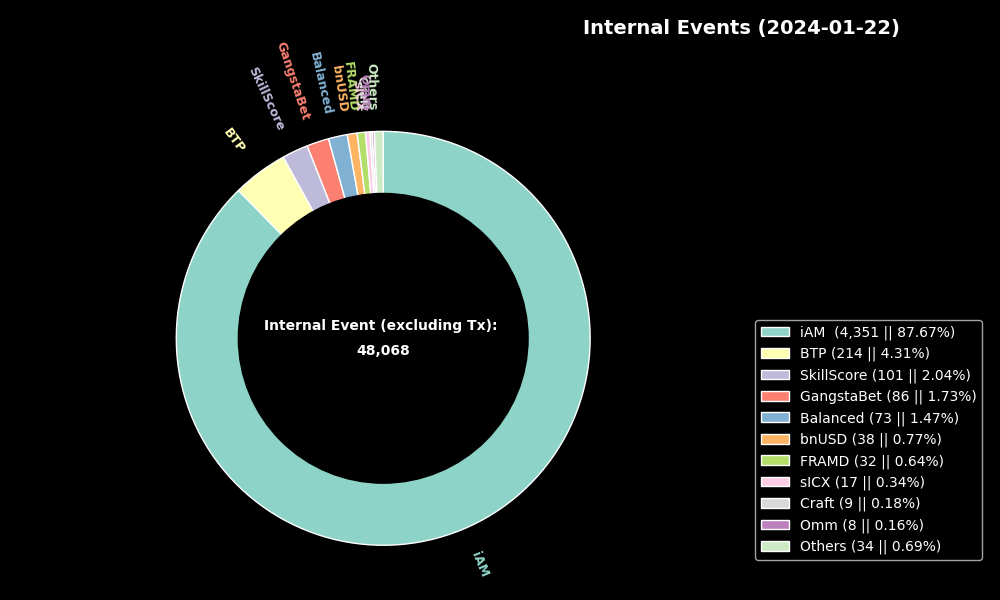 Internal Events (2024-01-22)
BTP
SkillScore
GangstaBet
Balanced
bnUSD
FRAMD
Others
Internal Event (excluding Tx):
48,068
iAM
iAM (4,351 || 87.67%)
BTP (214 || 4.31%)
SkillScore (101 || 2.04%)
GangstaBet (86 || 1.73%)
Balanced (73 || 1.47%)
bnUSD (38 || 0.77%)
FRAMD (32 || 0.64%)
sICX (17 || 0.34%)
Craft (9 || 0.18%)
Omm (8 || 0.16%)
Others (34 || 0.69%)